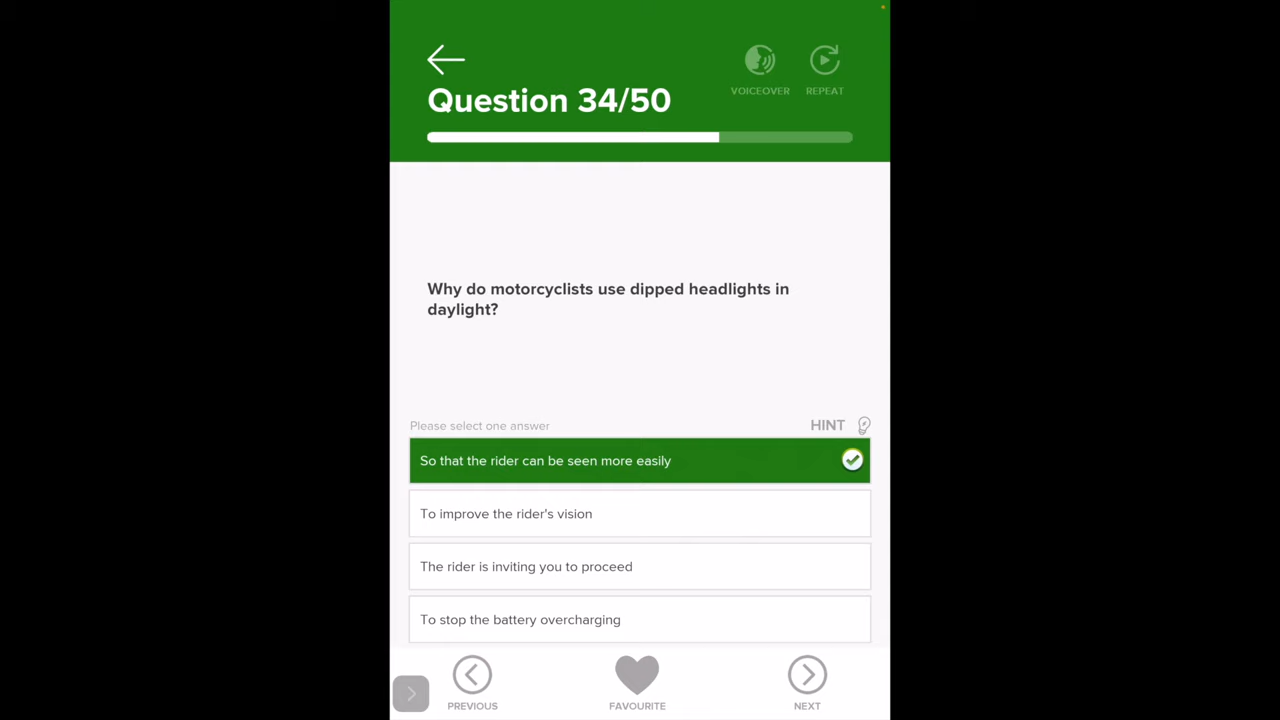 VOICEOVER REPEAT
Question 34/50
Why do motorcyclists use dipped headlights in
daylight?
Please select one answer HINT
So that the rider can be seen more easily
To improve the rider's vision
The rider is inviting you to proceed
To stop the battery overcharging
PREVIOUS FAVOURITE NEXT